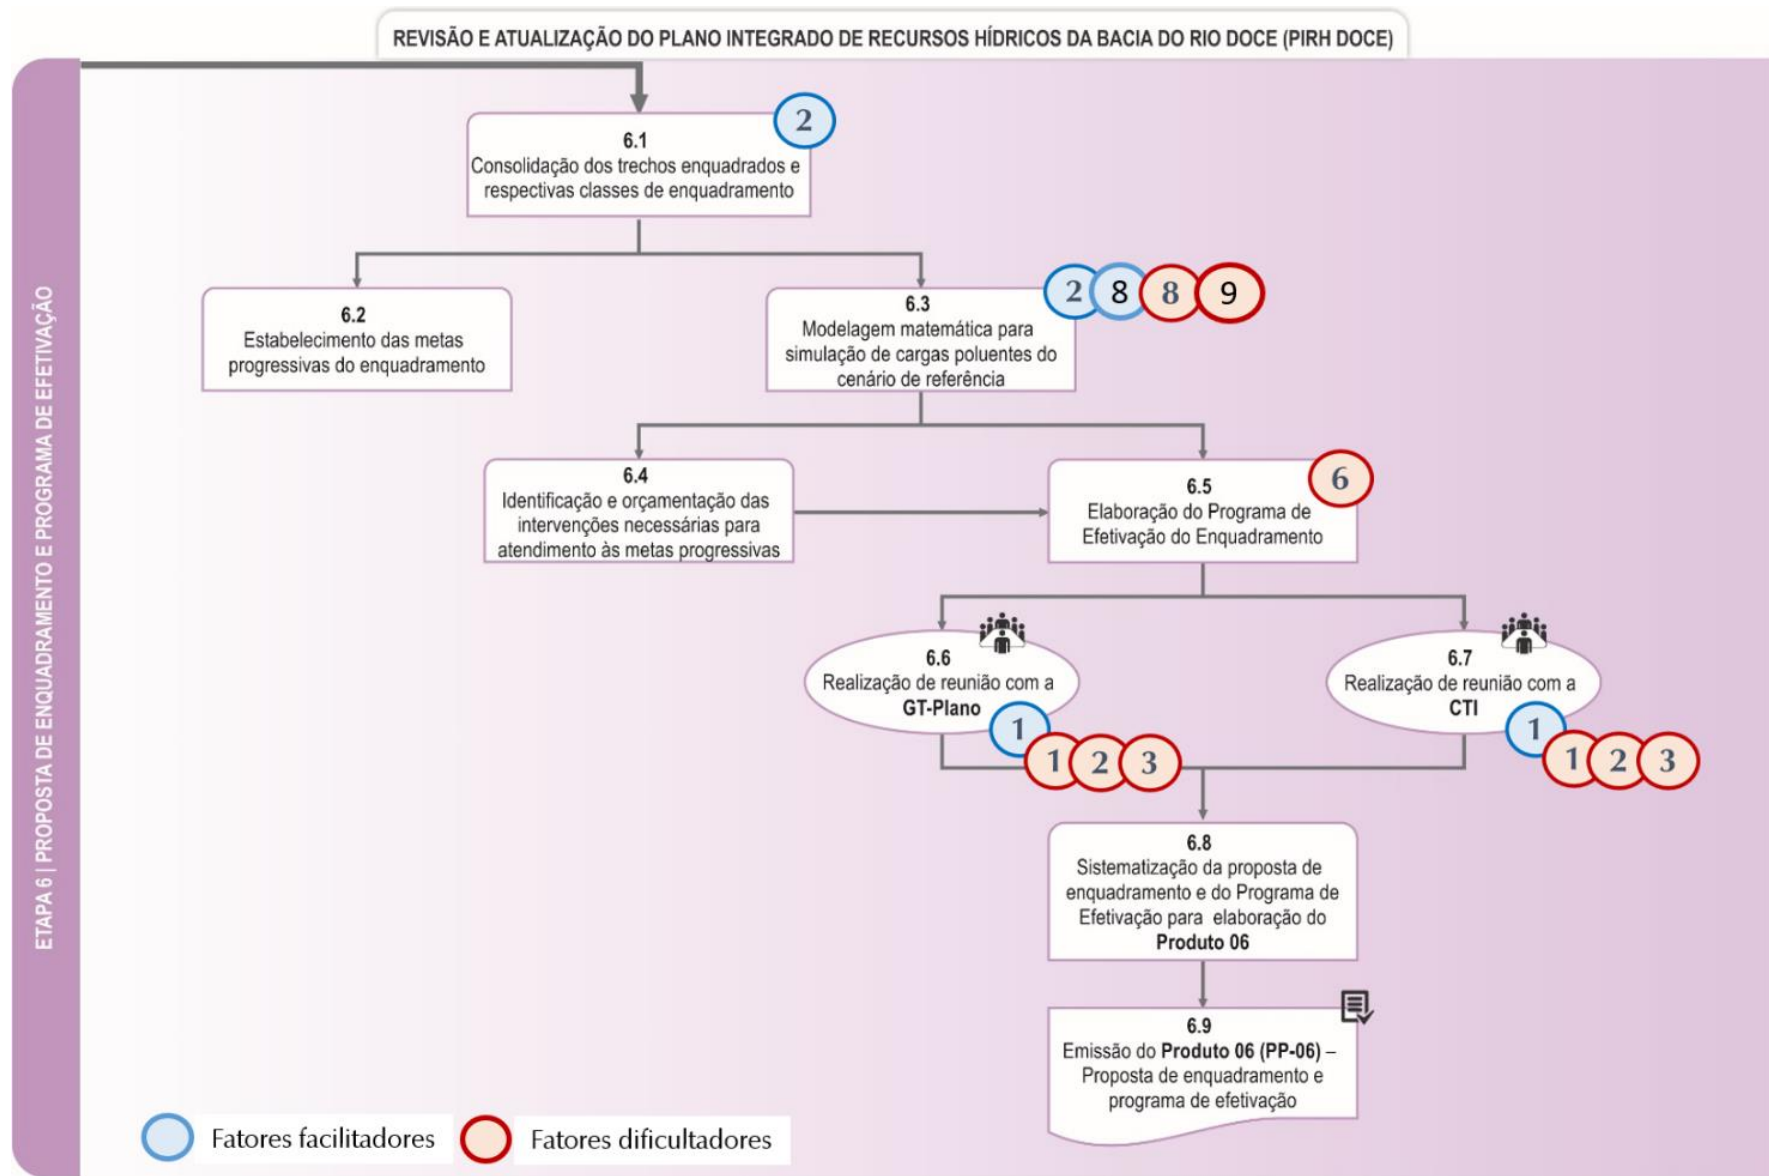 REVISÃO E ATUALIZAÇÃO DO PLANO INTEGRADO DE RECURSOS HÍDRICOS DA BACIA DO RIO DOCE (PIRH DOCE)
ETAPA 6 | PROPOSTA DE ENQUADRAMENTO E PROGRAMA DE EFETIVAÇÃO
2
6.1
Consolidação dos trechos enquadrados e
respectivas classes de enquadramento
6.2
Estabelecimento das metas
progressivas do enquadramento
2 8 8 9
6.3
Modelagem matemática para
simulação de cargas poluentes do
cenário de referência
6.4
Identificação e orçamentação das
intervenções necessárias para
atendimento às metas progressivas
6
6.5
Elaboração do Programa de
Efetivação do Enquadramento
6.6
Realização de reunião com a
GT-Plano
1
1 2 3
6.7
Realização de reunião com a
CTI
1
1 2 3
6.8
Sistematização da proposta de
enquadramento e do Programa de
Efetivação para elaboração do
Produto 06
6.9
Emissão do Produto 06 (PP-06) –
Proposta de enquadramento e
programa de efetivação
Fatores facilitadores
Fatores dificultadores